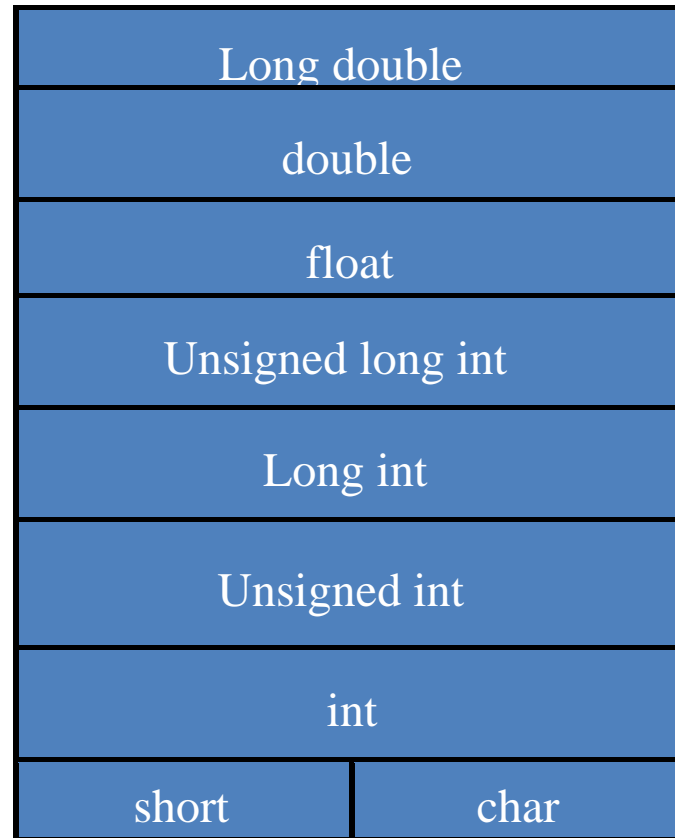 Long double
double
float
Unsigned long int
Long int
Unsigned int
int
short char